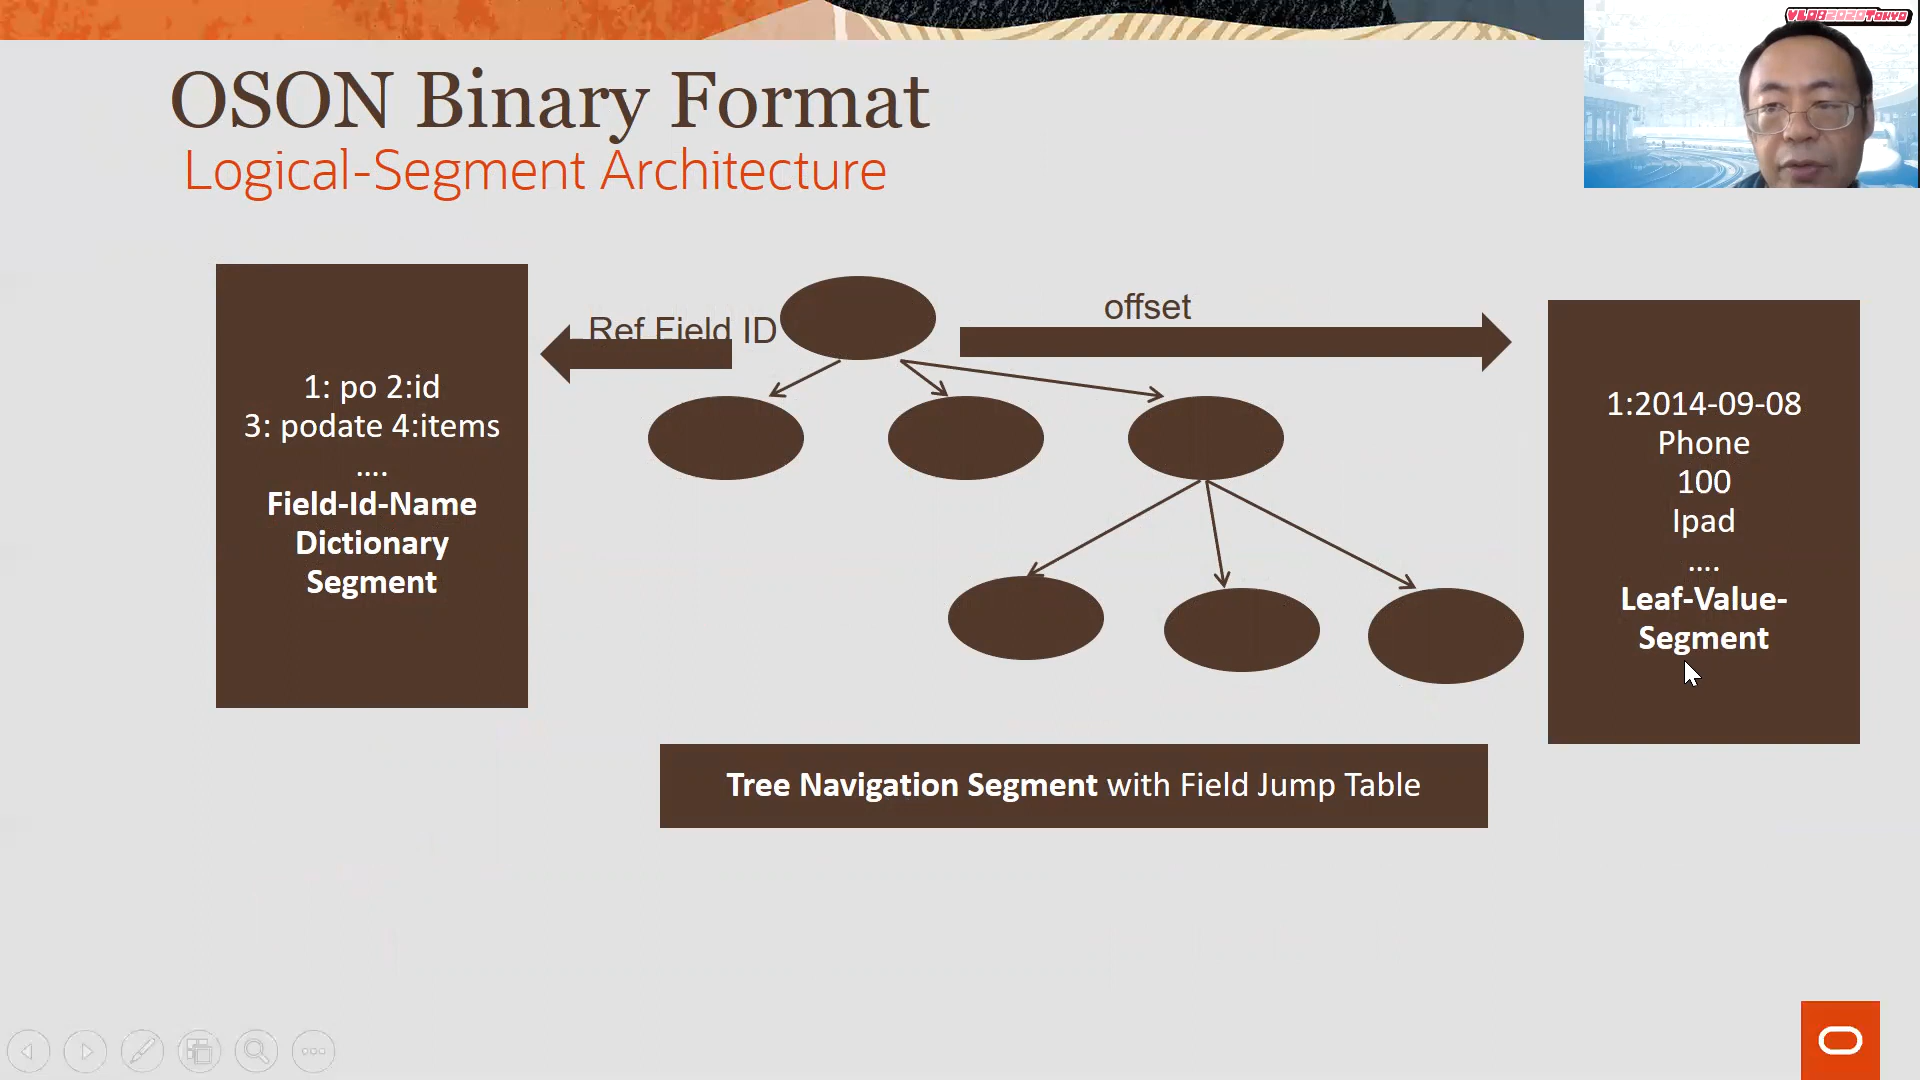 VLDB2020Tokyo
OSON Binary Format
Logical-Segment Architecture
Ref Field ID
offset
1: po 2:id
3: podate 4:items
....
Field-Id-Name
Dictionary
Segment
1:2014-09-08
Phone
100
Ipad
....
Leaf-Value-
Segment
Tree Navigation Segment with Field Jump Table